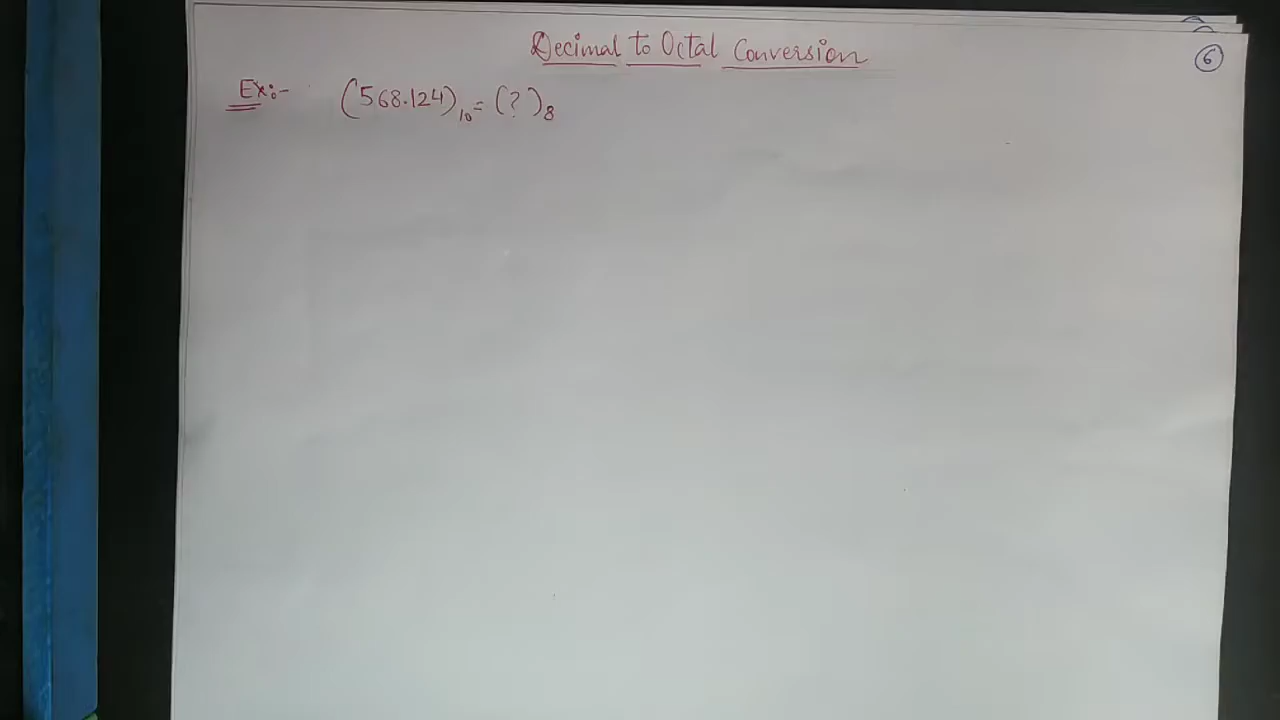 Decimal to Octal Conversion
6
Ex:- (568.124)₁₀ = (?)₈